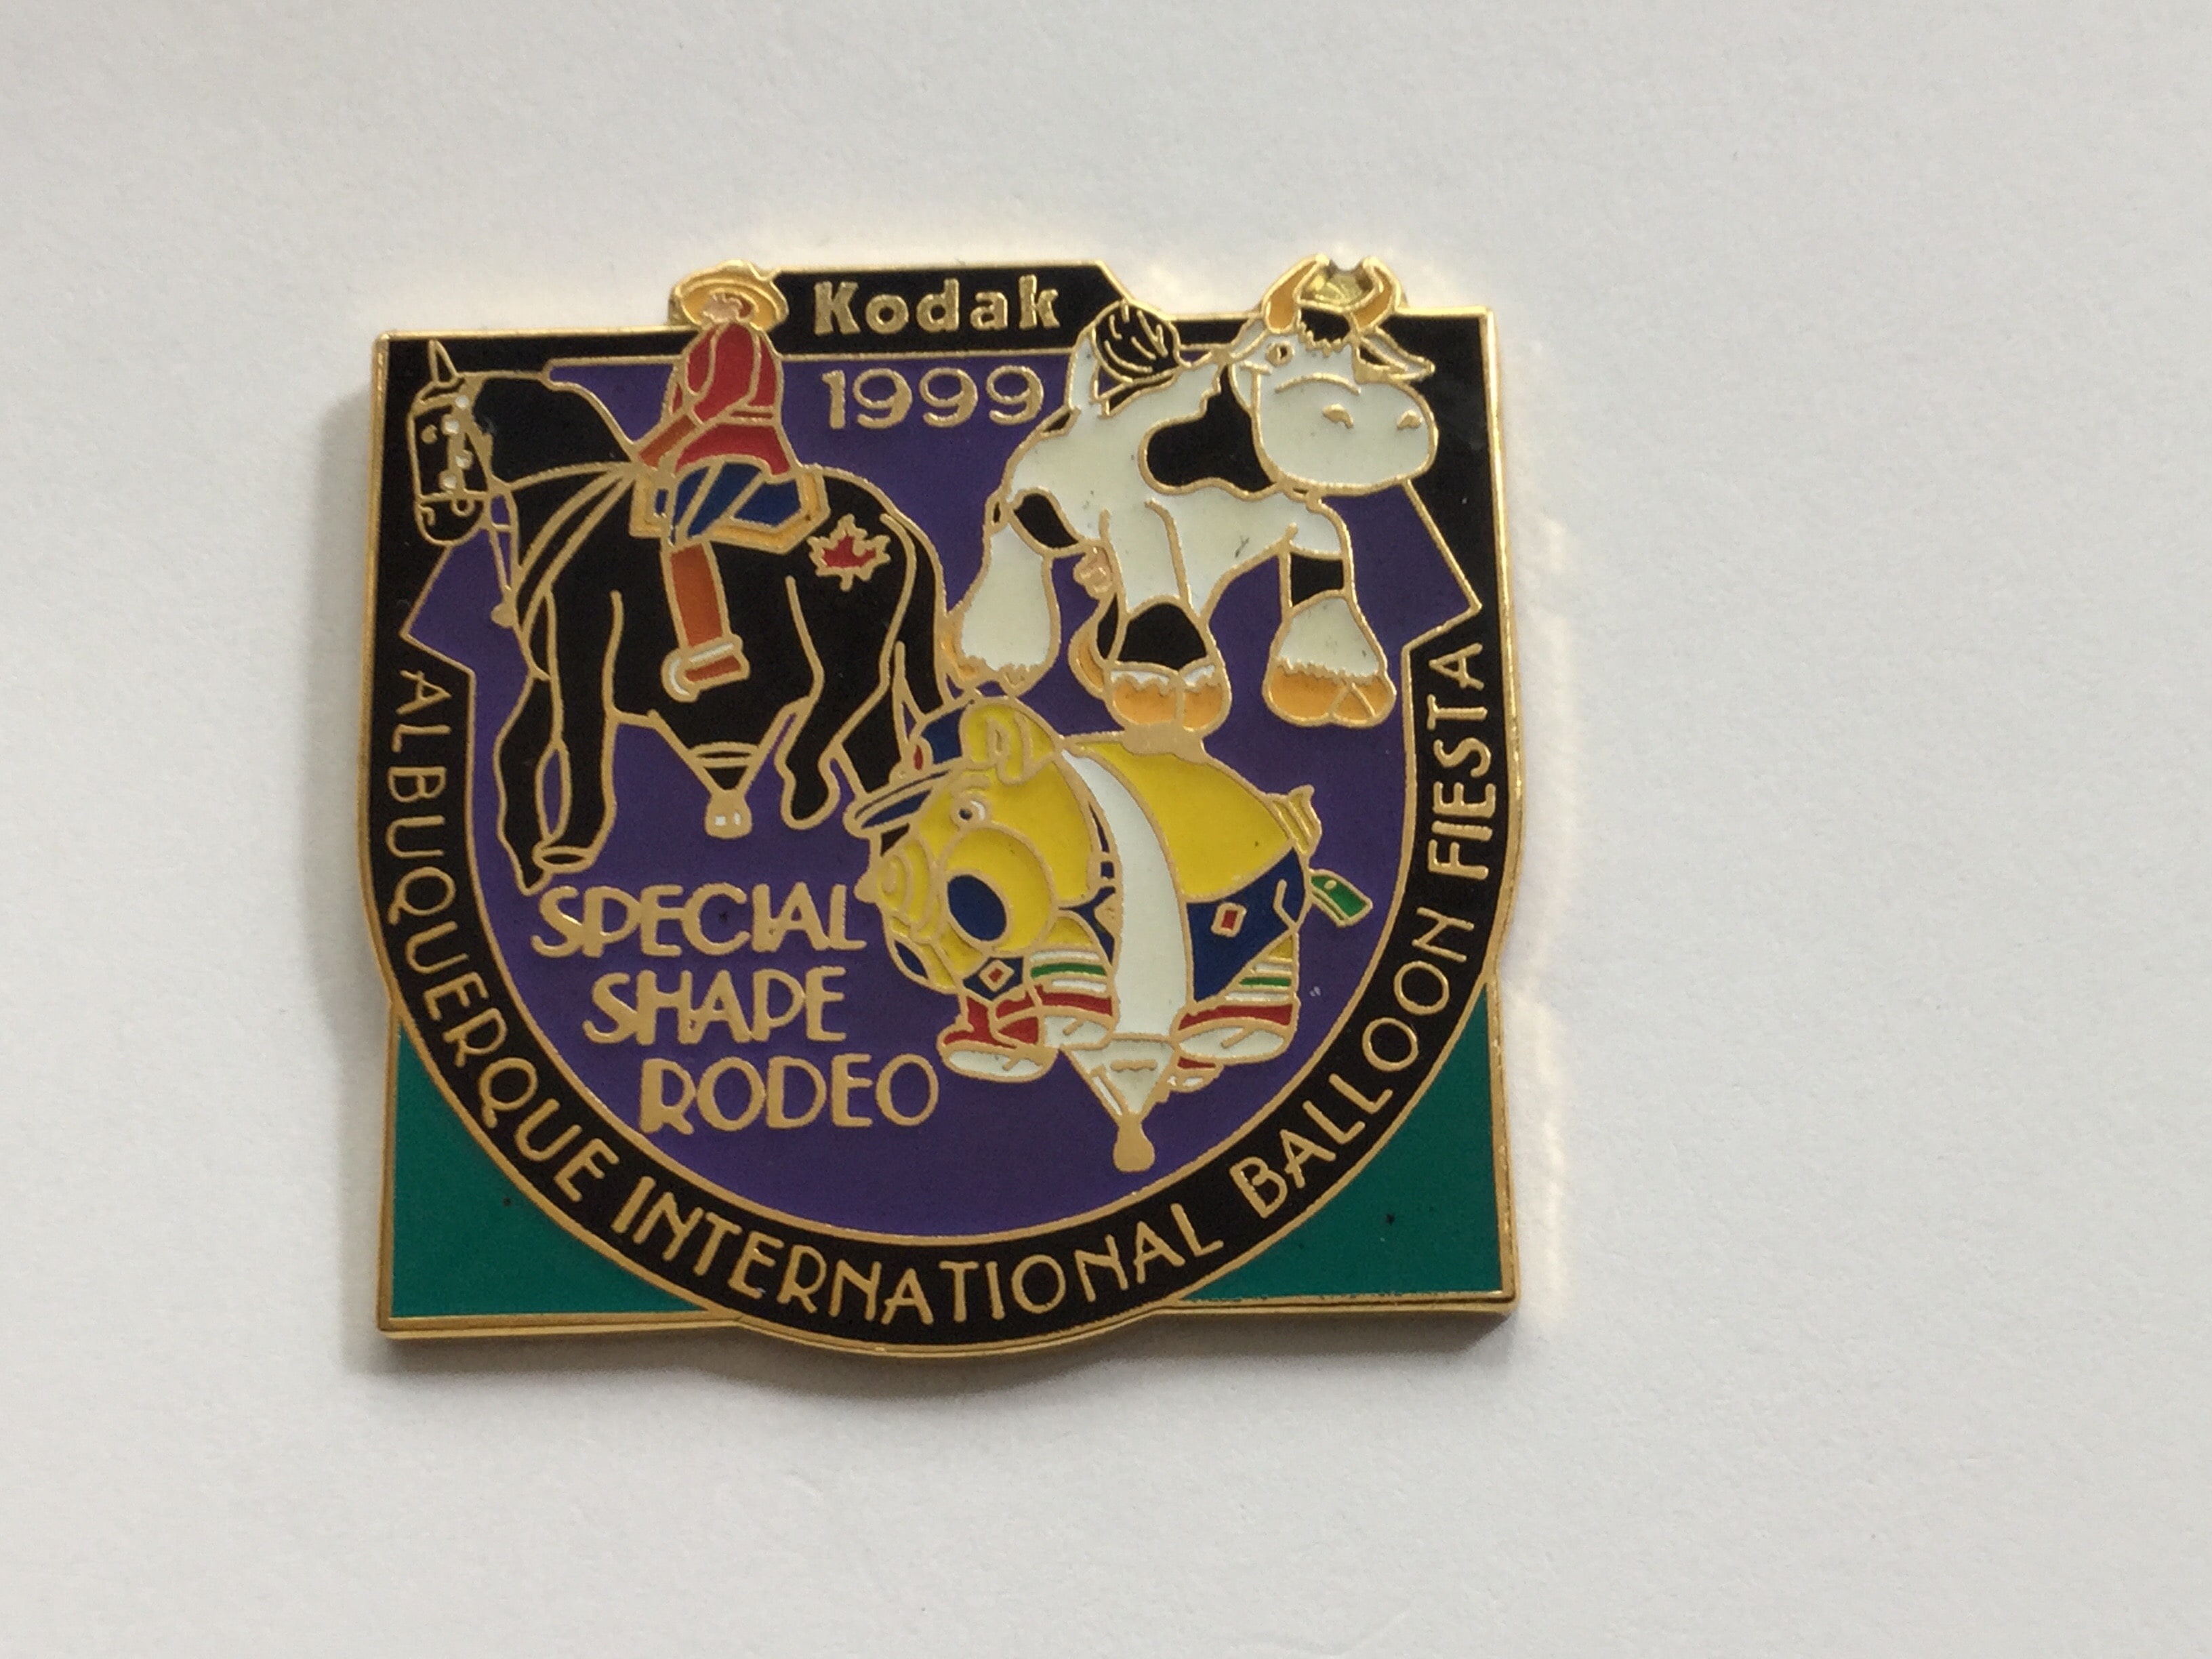 Kodak
1999
SPECIAL
SHAPE
RODEO
ALBUQUERQUE INTERNATIONAL BALLOON FIESTA